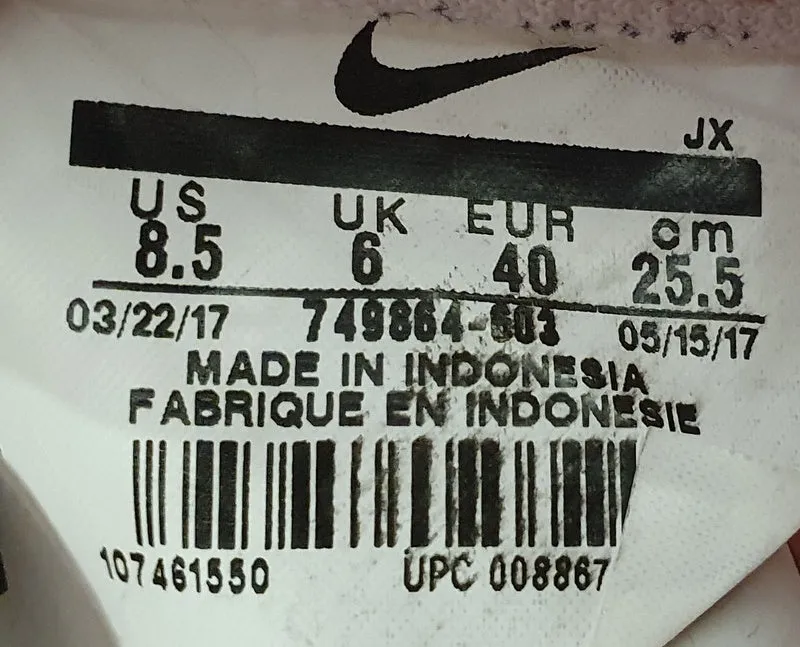 JX
US UK EUR cm
8.5 6 40 25.5
03/22/17 749864-603 05/15/17
MADE IN INDONESIA
FABRIQUE EN INDONESIE
107461550 UPC 008867